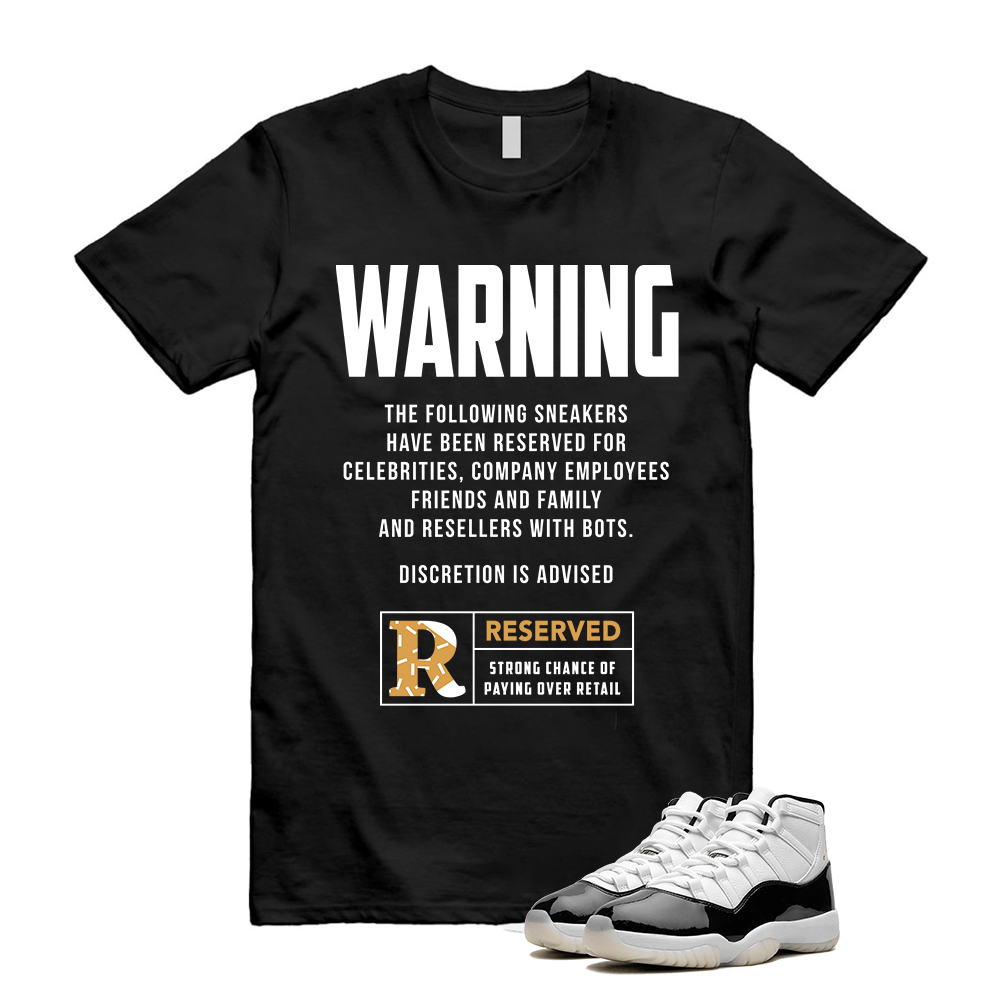 WARNING
THE FOLLOWING SNEAKERS
HAVE BEEN RESERVED FOR
CELEBRITIES, COMPANY EMPLOYEES
FRIENDS AND FAMILY
AND RESELLERS WITH BOTS.
DISCRETION IS ADVISED
R
RESERVED
STRONG CHANCE OF
PAYING OVER RETAIL